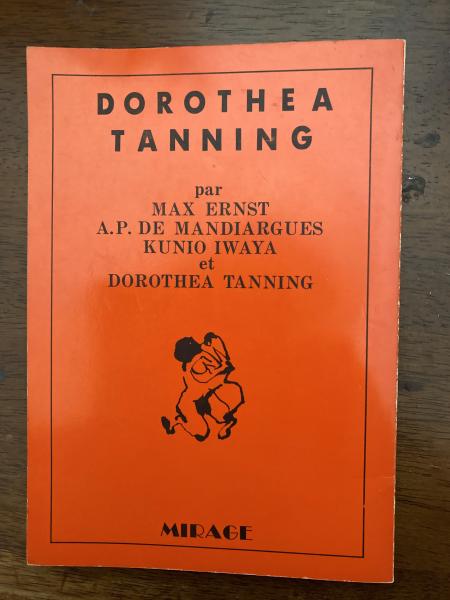 DOROTHEA
TANNING
par
MAX ERNST
A.P. DE MANDIARGUES
KUNIO IWAYA
et
DOROTHEA TANNING
MIRAGE